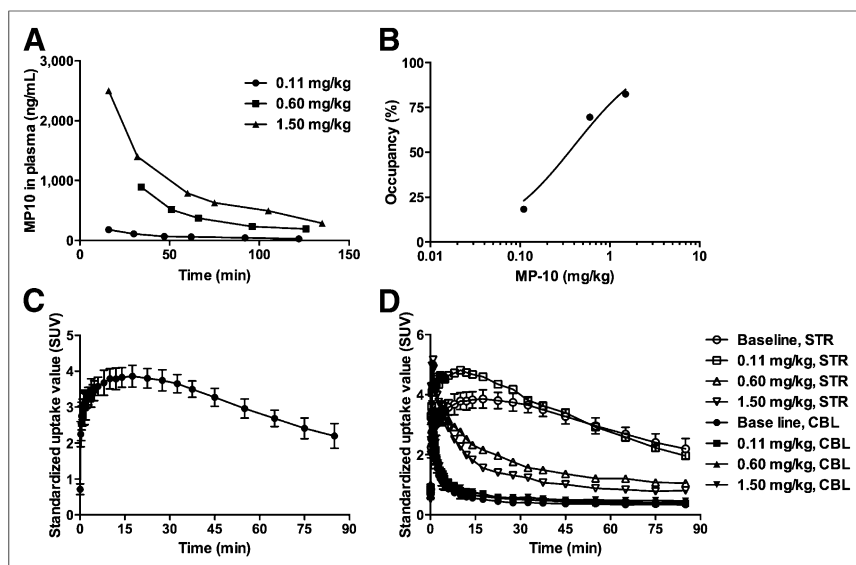 A
MP10 in plasma (ng/mL)
3,000
2,000
1,000
0
0 50 100 150
Time (min)
0.11 mg/kg
0.60 mg/kg
1.50 mg/kg
B
Occupancy (%)
100
75
50
25
0
0.01 0.10 1 10
MP-10 (mg/kg)
C
Standardized uptake value (SUV)
5
4
3
2
1
0
0 15 30 45 60 75 90
Time (min)
D
Standardized uptake value (SUV)
6
4
2
0
0 15 30 45 60 75 90
Time (min)
Baseline, STR
0.11 mg/kg, STR
0.60 mg/kg, STR
1.50 mg/kg, STR
Base line, CBL
0.11 mg/kg, CBL
0.60 mg/kg, CBL
1.50 mg/kg, CBL